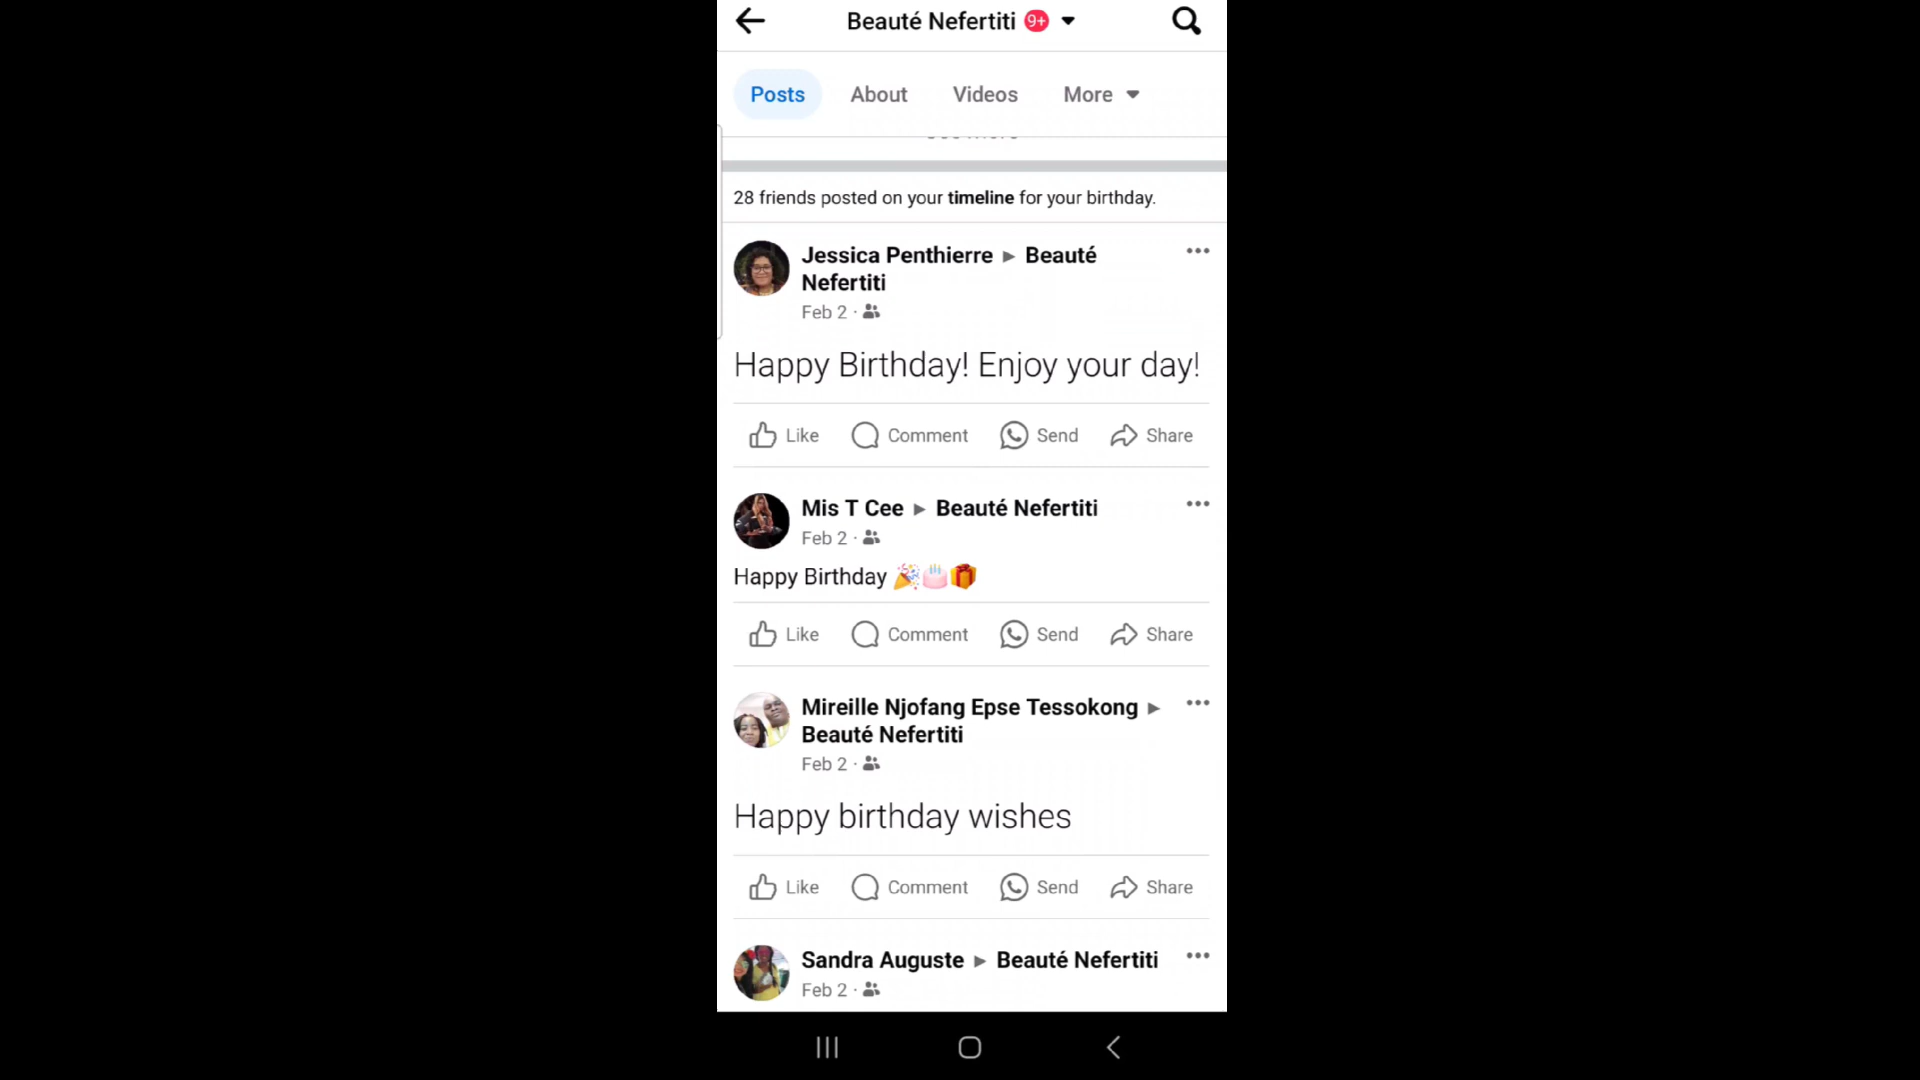 Beauté Nefertiti 9+
Posts About Videos More
28 friends posted on your timeline for your birthday.
Jessica Penthierre ▸ Beauté
Nefertiti
Feb 2 ·
Happy Birthday! Enjoy your day!
Like Comment Send Share
Mis T Cee ▸ Beauté Nefertiti
Feb 2 ·
Happy Birthday 🎉🎂🎁
Like Comment Send Share
Mireille Njofang Epse Tessokong ▸
Beauté Nefertiti
Feb 2 ·
Happy birthday wishes
Like Comment Send Share
Sandra Auguste ▸ Beauté Nefertiti
Feb 2 ·